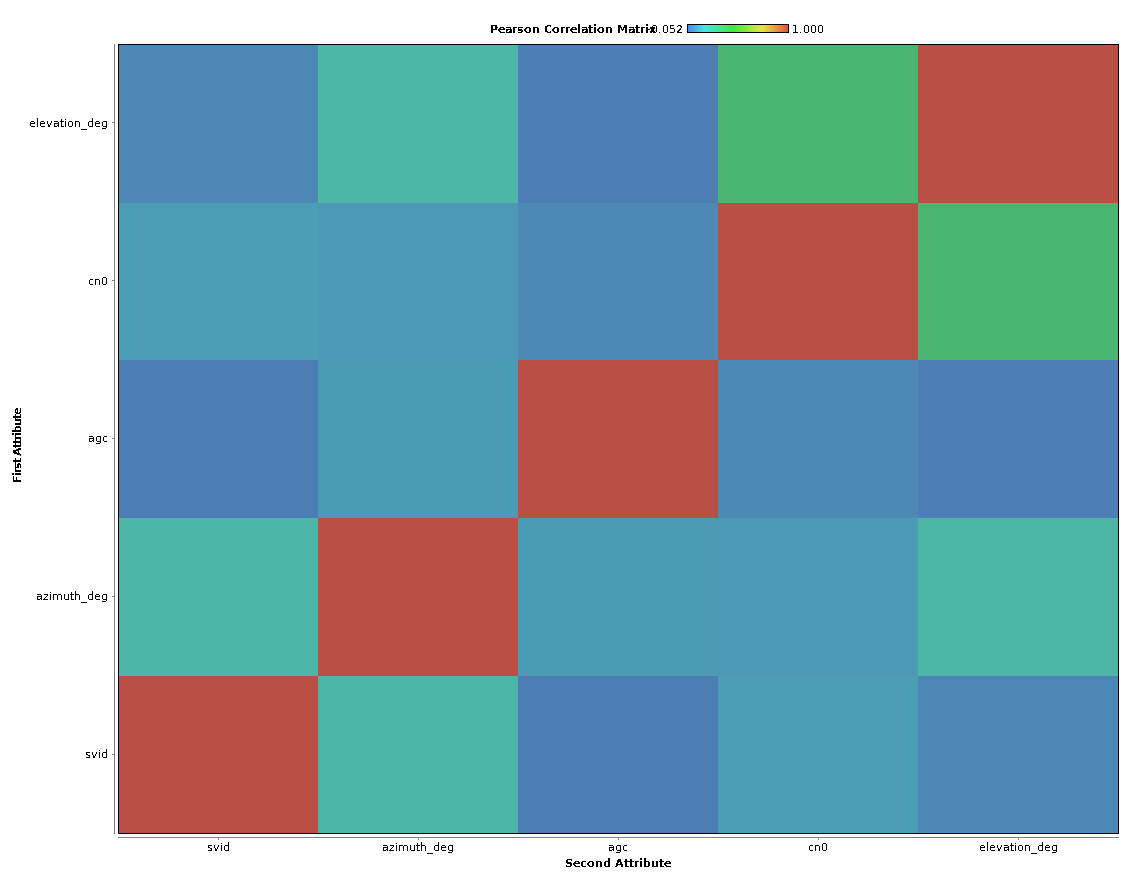 Pearson Correlation Matrix 0.052 1.000
elevation_deg
cn0
agc
azimuth_deg
svid
First Attribute
svid azimuth_deg agc cn0 elevation_deg
Second Attribute